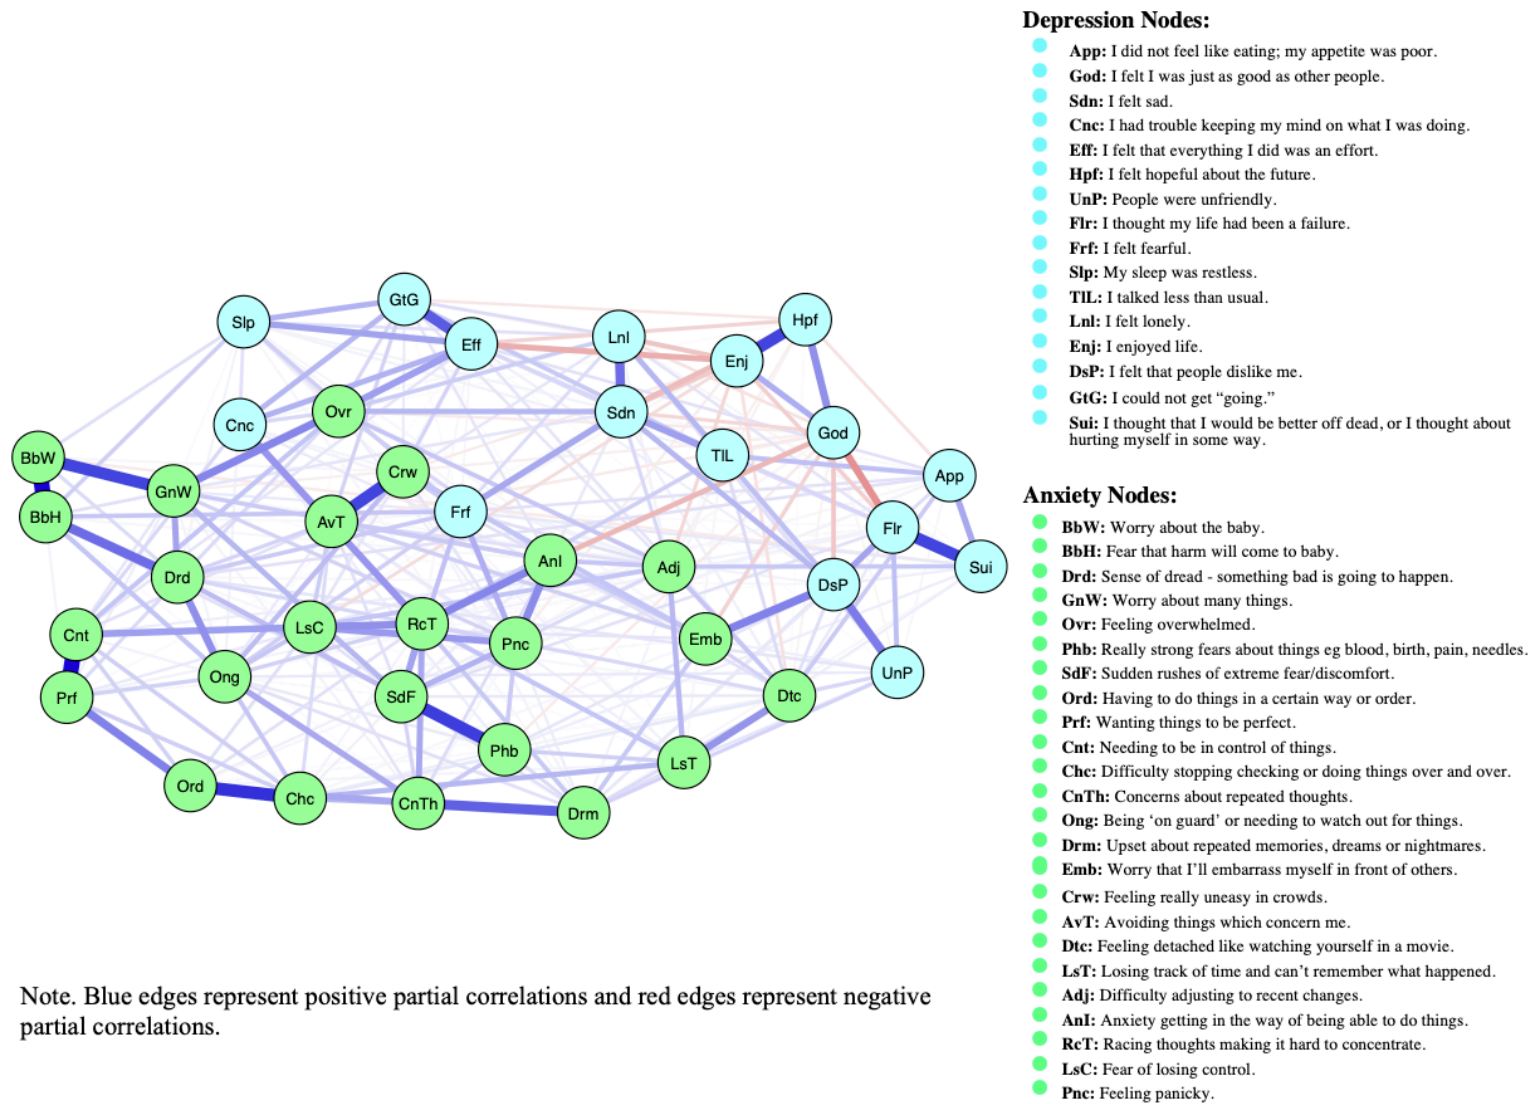 GtG
Slp
Hpf
Lnl
Eff
Enj
Ovr
Sdn
Cnc
God
BbW
TlL
Crw
App
GnW
Frf
BbH
AvT
Flr
AnI
Adj
Sui
Drd
DsP
RcT
LsC
Cnt
Emb
Pnc
UnP
Ong
Prf
SdF
Dtc
Phb
LsT
Ord
Chc
CnTh
Drm
Note. Blue edges represent positive partial correlations and red edges represent negative
partial correlations.
Depression Nodes:
App: I did not feel like eating; my appetite was poor.
God: I felt I was just as good as other people.
Sdn: I felt sad.
Cnc: I had trouble keeping my mind on what I was doing.
Eff: I felt that everything I did was an effort.
Hpf: I felt hopeful about the future.
UnP: People were unfriendly.
Flr: I thought my life had been a failure.
Frf: I felt fearful.
Slp: My sleep was restless.
TlL: I talked less than usual.
Lnl: I felt lonely.
Enj: I enjoyed life.
DsP: I felt that people dislike me.
GtG: I could not get “going.”
Sui: I thought that I would be better off dead, or I thought about
hurting myself in some way.
Anxiety Nodes:
BbW: Worry about the baby.
BbH: Fear that harm will come to baby.
Drd: Sense of dread - something bad is going to happen.
GnW: Worry about many things.
Ovr: Feeling overwhelmed.
Phb: Really strong fears about things eg blood, birth, pain, needles.
SdF: Sudden rushes of extreme fear/discomfort.
Ord: Having to do things in a certain way or order.
Prf: Wanting things to be perfect.
Cnt: Needing to be in control of things.
Chc: Difficulty stopping checking or doing things over and over.
CnTh: Concerns about repeated thoughts.
Ong: Being ‘on guard’ or needing to watch out for things.
Drm: Upset about repeated memories, dreams or nightmares.
Emb: Worry that I’ll embarrass myself in front of others.
Crw: Feeling really uneasy in crowds.
AvT: Avoiding things which concern me.
Dtc: Feeling detached like watching yourself in a movie.
LsT: Losing track of time and can’t remember what happened.
Adj: Difficulty adjusting to recent changes.
AnI: Anxiety getting in the way of being able to do things.
RcT: Racing thoughts making it hard to concentrate.
LsC: Fear of losing control.
Pnc: Feeling panicky.